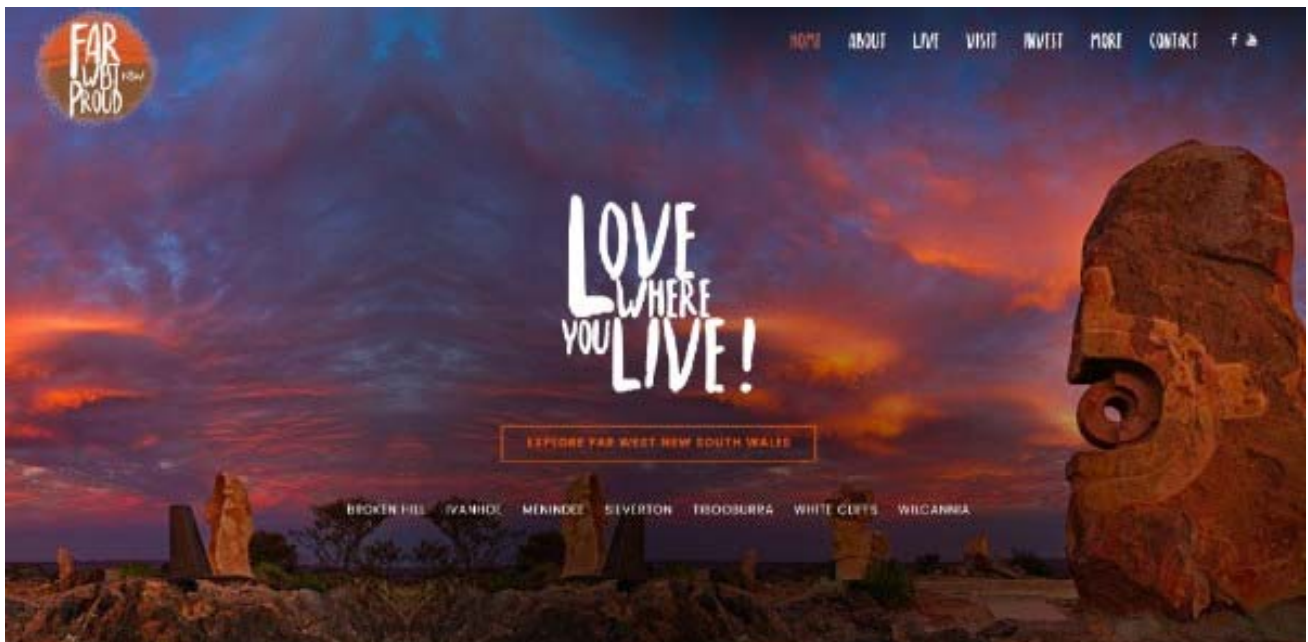 FAR
WEST NSW
PROUD
HOME ABOUT LIVE VISIT INVEST MORE CONTACT f
LOVE
WHERE
YOU LIVE!
EXPLORE FAR WEST NEW SOUTH WALES
BROKEN HILL IVANHOE MENINDEE SILVERTON TIBOOBURRA WHITE CLIFFS WILCANNIA